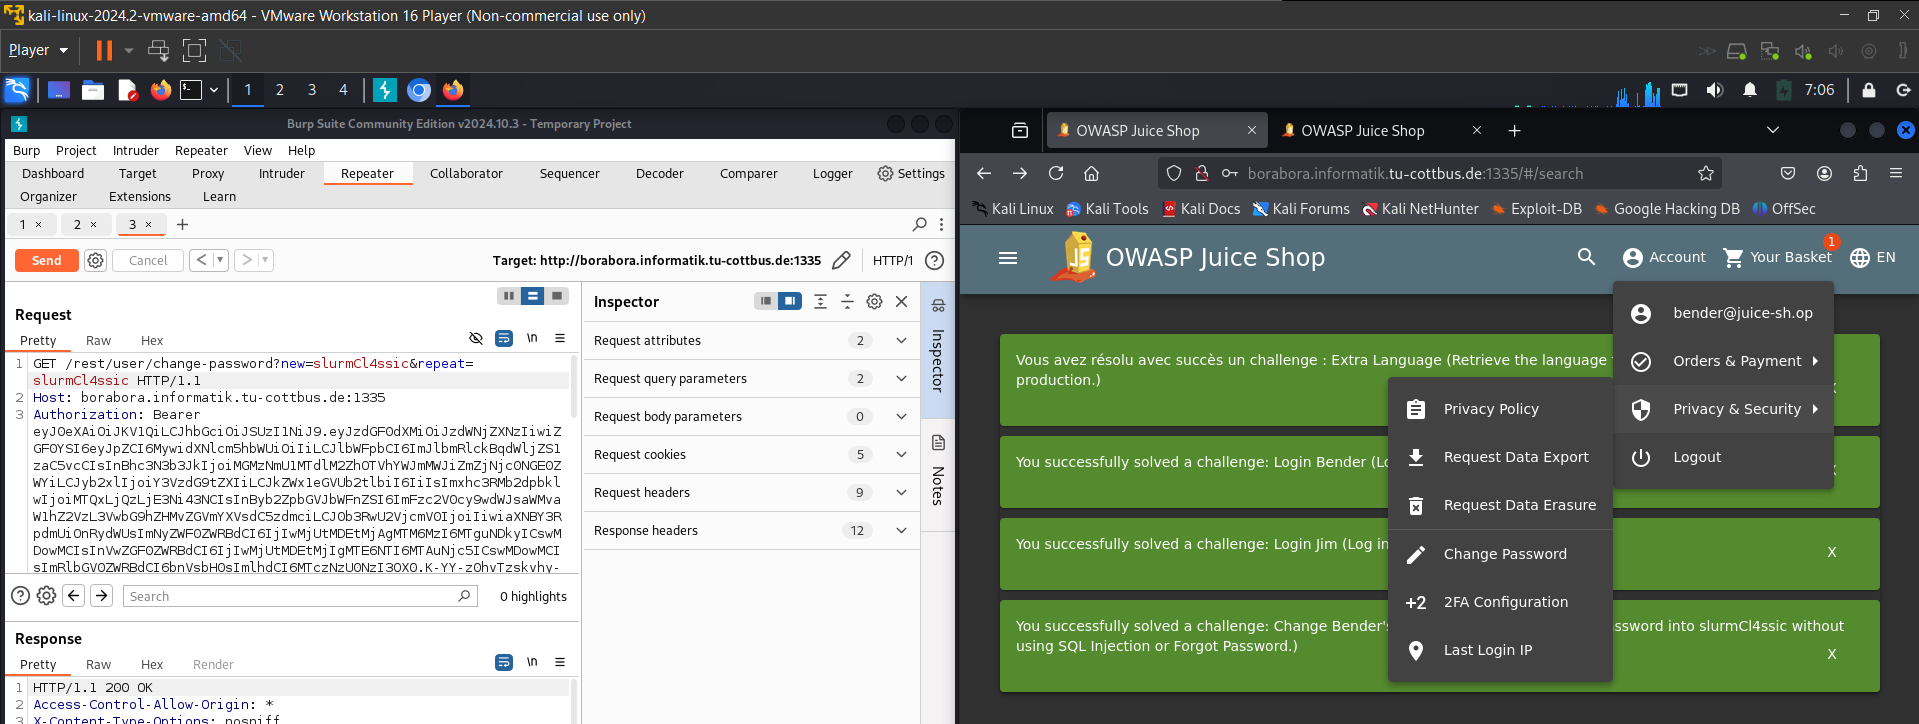 kali-linux-2024.2-vmware-amd64 - VMware Workstation 16 Player (Non-commercial use only)
Player
1 2 3 4
7:06
Burp Suite Community Edition v2024.10.3 - Temporary Project
Burp Project Intruder Repeater View Help
Dashboard Target Proxy Intruder Repeater Collaborator Sequencer Decoder Comparer Logger Settings
Organizer Extensions Learn
1 × 2 × 3 × +
Send Cancel < >
Target: http://borabora.informatik.tu-cottbus.de:1335 HTTP/1
Request
Pretty Raw Hex \n
1 GET /rest/user/change-password?new=slurmCl4ssic&repeat=
slurmCl4ssic HTTP/1.1
2 Host: borabora.informatik.tu-cottbus.de:1335
3 Authorization: Bearer
Search
0 highlights
Response
Pretty Raw Hex Render \n
1 HTTP/1.1 200 OK
2 Access-Control-Allow-Origin: *
3 X-Content-Type-Options: nosniff
Inspector
Request attributes 2
Request query parameters 2
Request body parameters 0
Request cookies 5
Request headers 9
Response headers 12
Inspector
Notes
OWASP Juice Shop ×
OWASP Juice Shop ×
borabora.informatik.tu-cottbus.de:1335/#/search
Kali Linux Kali Tools Kali Docs Kali Forums Kali NetHunter Exploit-DB Google Hacking DB OffSec
OWASP Juice Shop
Account
Your Basket
1
EN
bender@juice-sh.op
Orders & Payment
Privacy & Security
Logout
Privacy Policy
Request Data Export
Request Data Erasure
Change Password
+2 2FA Configuration
Last Login IP
Vous avez résolu avec succès un challenge : Extra Language (Retrieve the language
production.)
You successfully solved a challenge: Login Bender
You successfully solved a challenge: Login Jim (Log in
X
You successfully solved a challenge: Change Bender's
into slurmCl4ssic without
using SQL Injection or Forgot Password.)
X